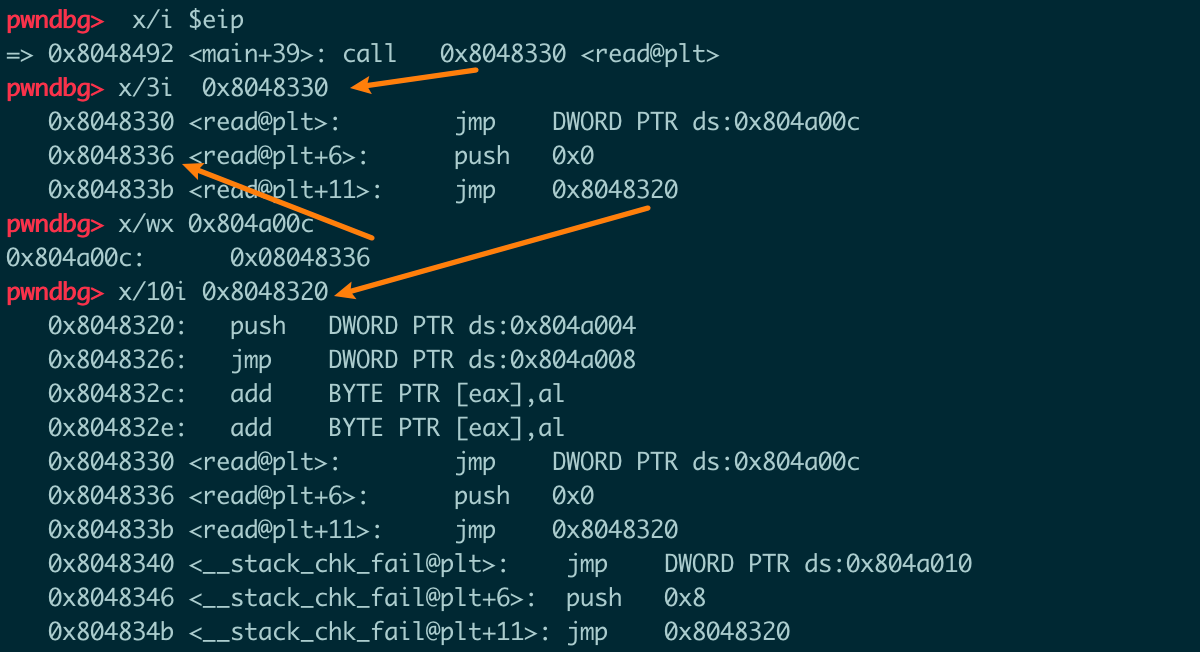 pwndbg> x/i $eip
=> 0x8048492 <main+39>: call 0x8048330 <read@plt>
pwndbg> x/3i 0x8048330
0x8048330 <read@plt>: jmp DWORD PTR ds:0x804a00c
0x8048336 <read@plt+6>: push 0x0
0x804833b <read@plt+11>: jmp 0x8048320
pwndbg> x/wx 0x804a00c
0x804a00c: 0x08048336
pwndbg> x/10i 0x8048320
0x8048320: push DWORD PTR ds:0x804a004
0x8048326: jmp DWORD PTR ds:0x804a008
0x804832c: add BYTE PTR [eax],al
0x804832e: add BYTE PTR [eax],al
0x8048330 <read@plt>: jmp DWORD PTR ds:0x804a00c
0x8048336 <read@plt+6>: push 0x0
0x804833b <read@plt+11>: jmp 0x8048320
0x8048340 <__stack_chk_fail@plt>: jmp DWORD PTR ds:0x804a010
0x8048346 <__stack_chk_fail@plt+6>: push 0x8
0x804834b <__stack_chk_fail@plt+11>: jmp 0x8048320